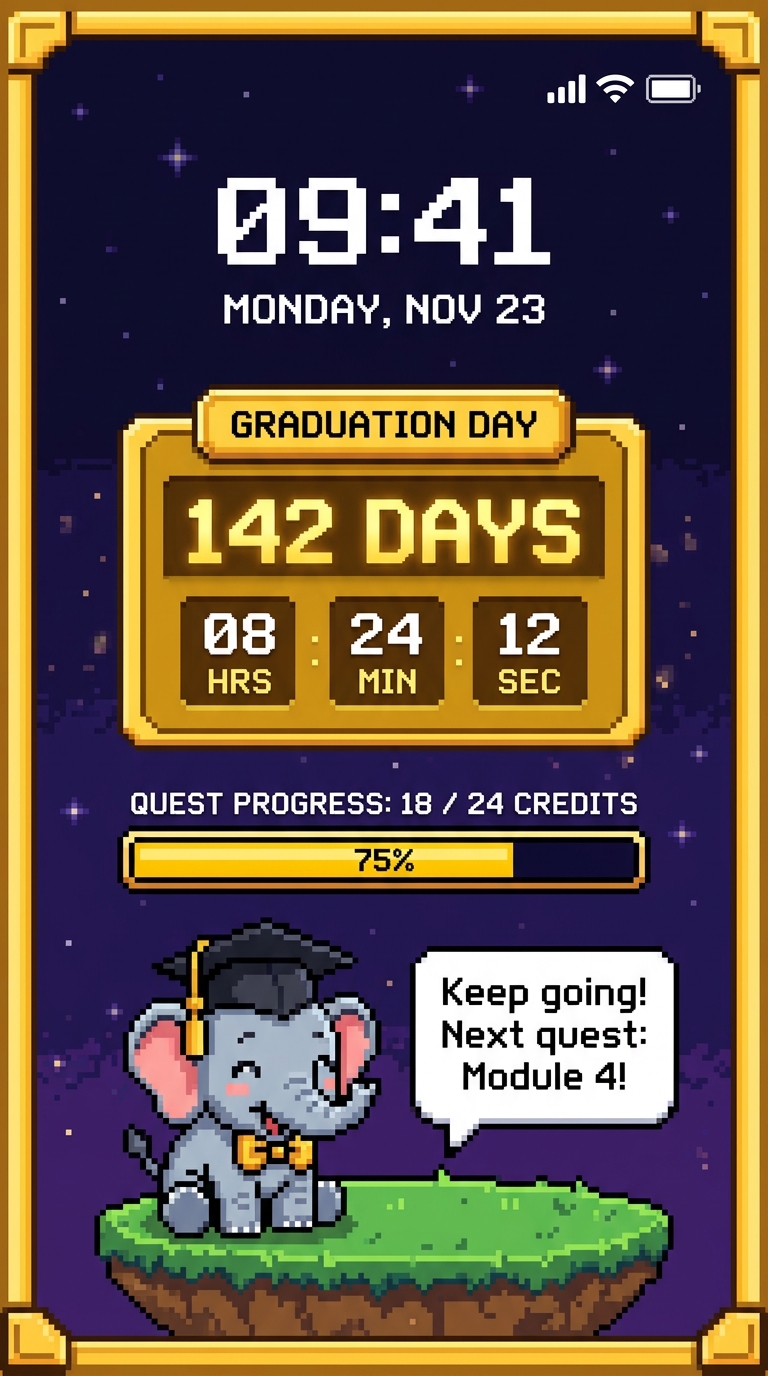 09:41
MONDAY, NOV 23
GRADUATION DAY
142 DAYS
08 : 24 : 12
HRS MIN SEC
QUEST PROGRESS: 18 / 24 CREDITS
75%
Keep going!
Next quest:
Module 4!